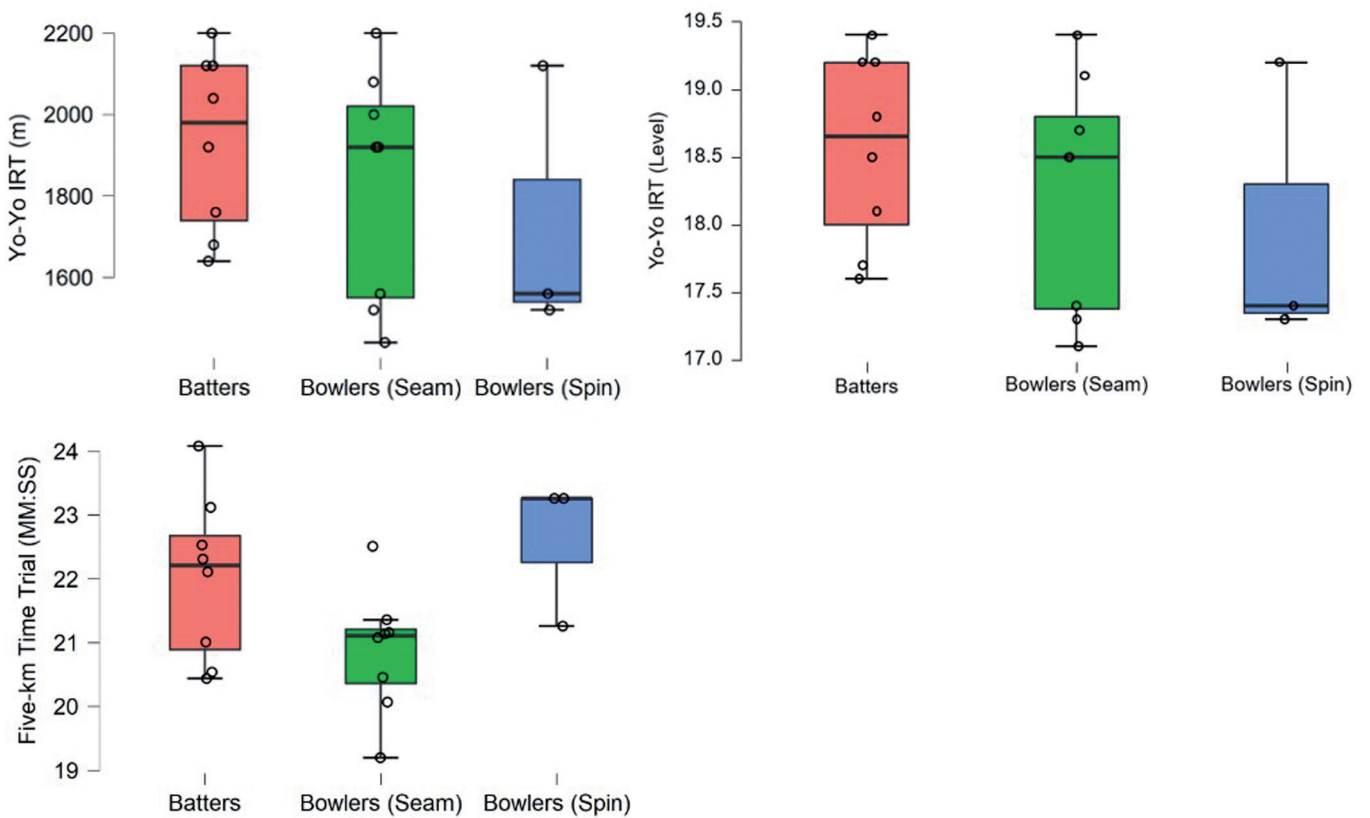 Yo-Yo IRT (m)
2200
2000
1800
1600
Batters
Bowlers (Seam)
Bowlers (Spin)
Yo-Yo IRT (Level)
19.5
19.0
18.5
18.0
17.5
17.0
Batters
Bowlers (Seam)
Bowlers (Spin)
Five-km Time Trial (MM:SS)
24
23
22
21
20
19
Batters
Bowlers (Seam)
Bowlers (Spin)